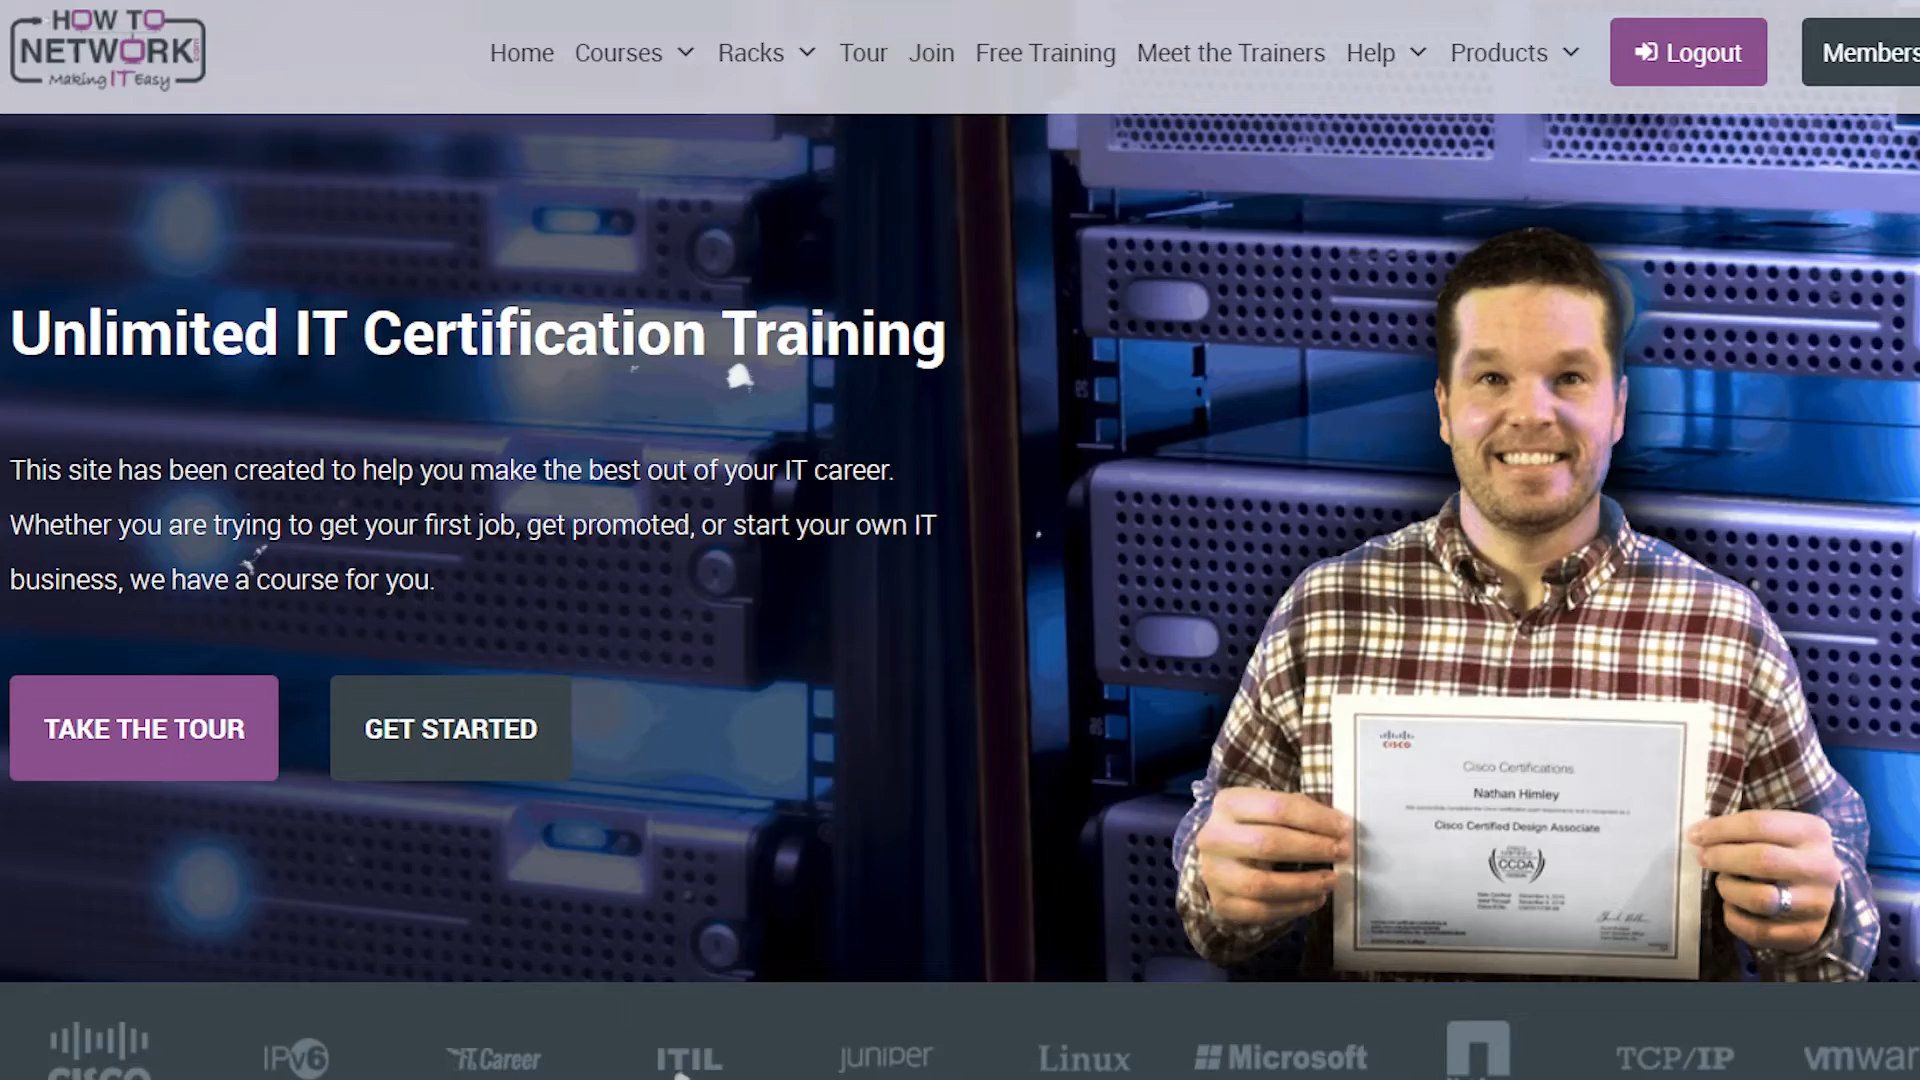 HOW TO
NETWORK
.com
Making IT Easy
Home Courses Racks Tour Join Free Training Meet the Trainers Help Products Logout Members
Unlimited IT Certification Training
This site has been created to help you make the best out of your IT career.
Whether you are trying to get your first job, get promoted, or start your own IT
business, we have a course for you.
TAKE THE TOUR GET STARTED
CISCO
Cisco Certifications
Nathan Himley
Cisco Certified Design Associate
CCDA
CISCO IPv6 IT Career ITIL Juniper Linux Microsoft TCP/IP vmwar